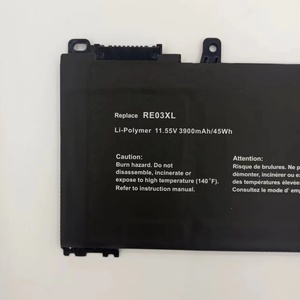 Replace RE03XL
Li-Polymer 11.55V 3900mAh/45Wh
Caution:
Burn hazard. Do not
disassemble, incinerate or
expose to high temperature (140°F).
Refer to instruction manual.
Attention:
Risque de brulures. Ne p
démonter, incinérer ou ex
des températures élevée
Consultez le mode d' emp